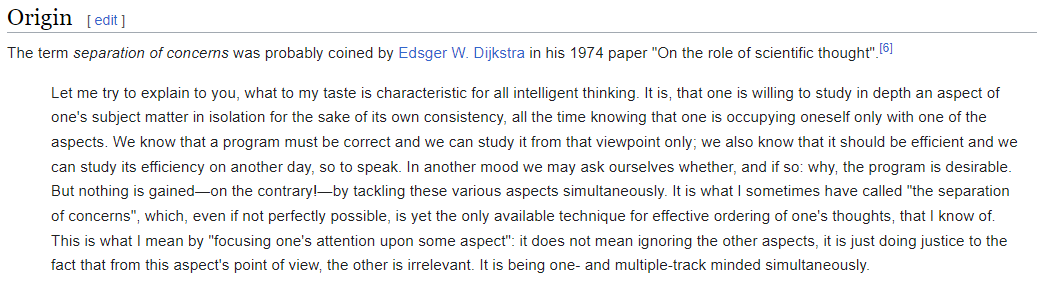 Origin [ edit ]
The term separation of concerns was probably coined by Edsger W. Dijkstra in his 1974 paper "On the role of scientific thought".[6]
Let me try to explain to you, what to my taste is characteristic for all intelligent thinking. It is, that one is willing to study in depth an aspect of
one's subject matter in isolation for the sake of its own consistency, all the time knowing that one is occupying oneself only with one of the
aspects. We know that a program must be correct and we can study it from that viewpoint only; we also know that it should be efficient and we
can study its efficiency on another day, so to speak. In another mood we may ask ourselves whether, and if so: why, the program is desirable.
But nothing is gained—on the contrary!—by tackling these various aspects simultaneously. It is what I sometimes have called "the separation
of concerns", which, even if not perfectly possible, is yet the only available technique for effective ordering of one's thoughts, that I know of.
This is what I mean by "focusing one's attention upon some aspect": it does not mean ignoring the other aspects, it is just doing justice to the
fact that from this aspect's point of view, the other is irrelevant. It is being one- and multiple-track minded simultaneously.